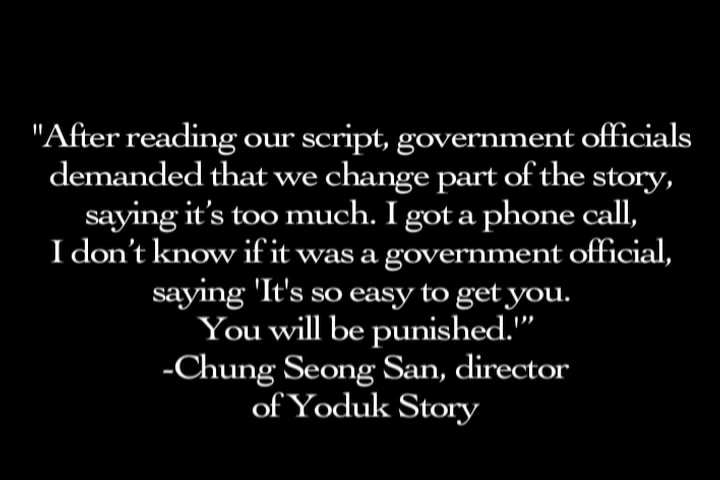 "After reading our script, government officials
demanded that we change part of the story,
saying it's too much. I got a phone call,
I don't know if it was a government official,
saying 'It's so easy to get you.
You will be punished.'”
-Chung Seong San, director
of Yoduk Story